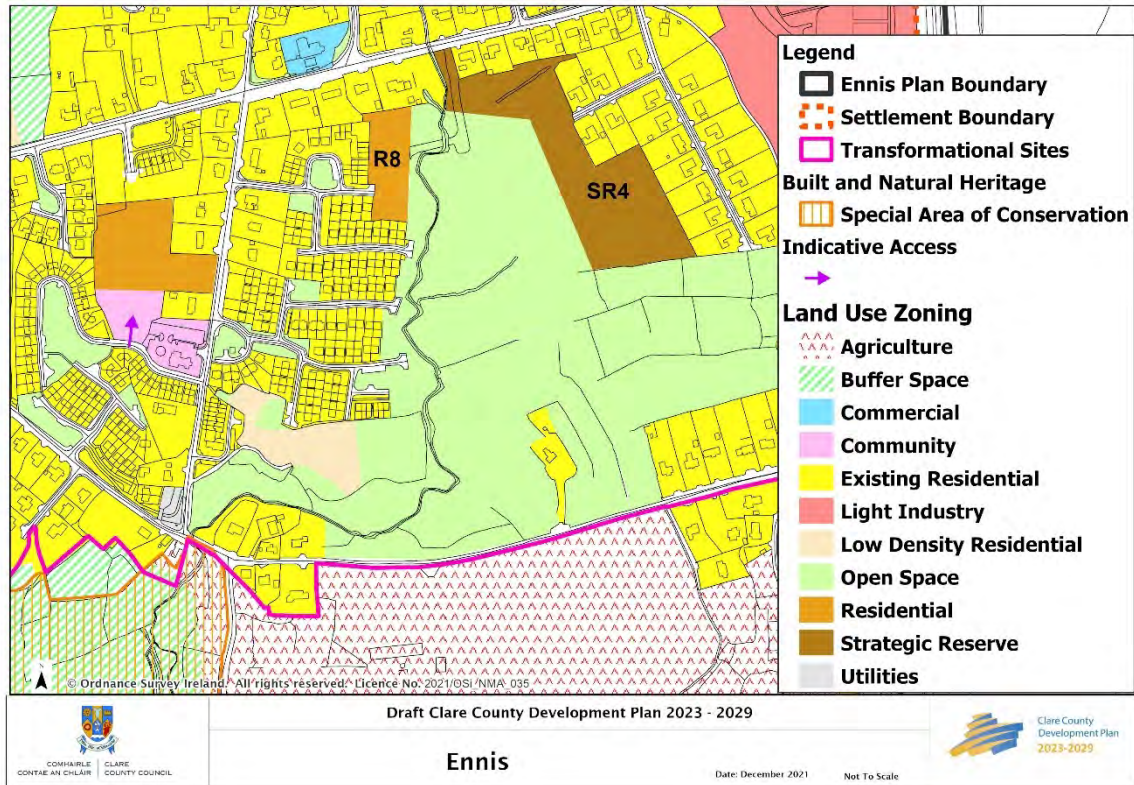 R8
SR4
Legend
Ennis Plan Boundary
Settlement Boundary
Transformational Sites
Built and Natural Heritage
Special Area of Conservation
Indicative Access
Land Use Zoning
Agriculture
Buffer Space
Commercial
Community
Existing Residential
Light Industry
Low Density Residential
Open Space
Residential
Strategic Reserve
Utilities
© Ordnance Survey Ireland. All rights reserved. Licence No. 2021/OSi_NMA_035
Draft Clare County Development Plan 2023 - 2029
Ennis
Date: December 2021
Not To Scale
COMHAIRLE CONTAE AN CHLÁIR
CLARE COUNTY COUNCIL
Clare County
Development Plan
2023-2029